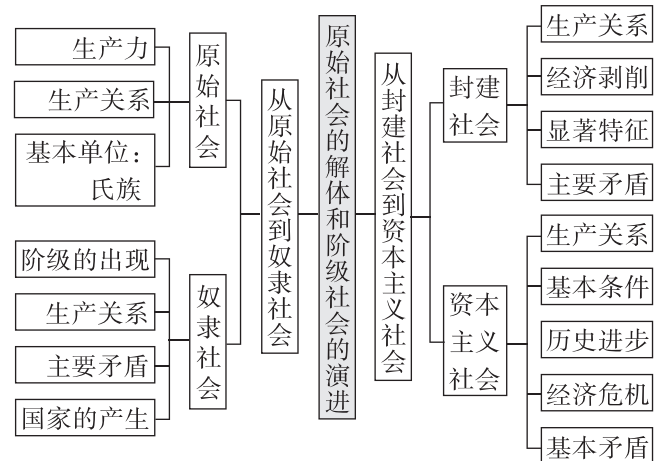 生产力
生产关系
基本单位：
氏族
原始社会
阶级的出现
生产关系
主要矛盾
国家的产生
奴隶社会
从原始社会到奴隶社会
原始社会的解体和阶级社会的演进
从封建社会到资本主义社会
封建
社会
生产关系
经济剥削
显著特征
主要矛盾
资本
主义
社会
生产关系
基本条件
历史进步
经济危机
基本矛盾